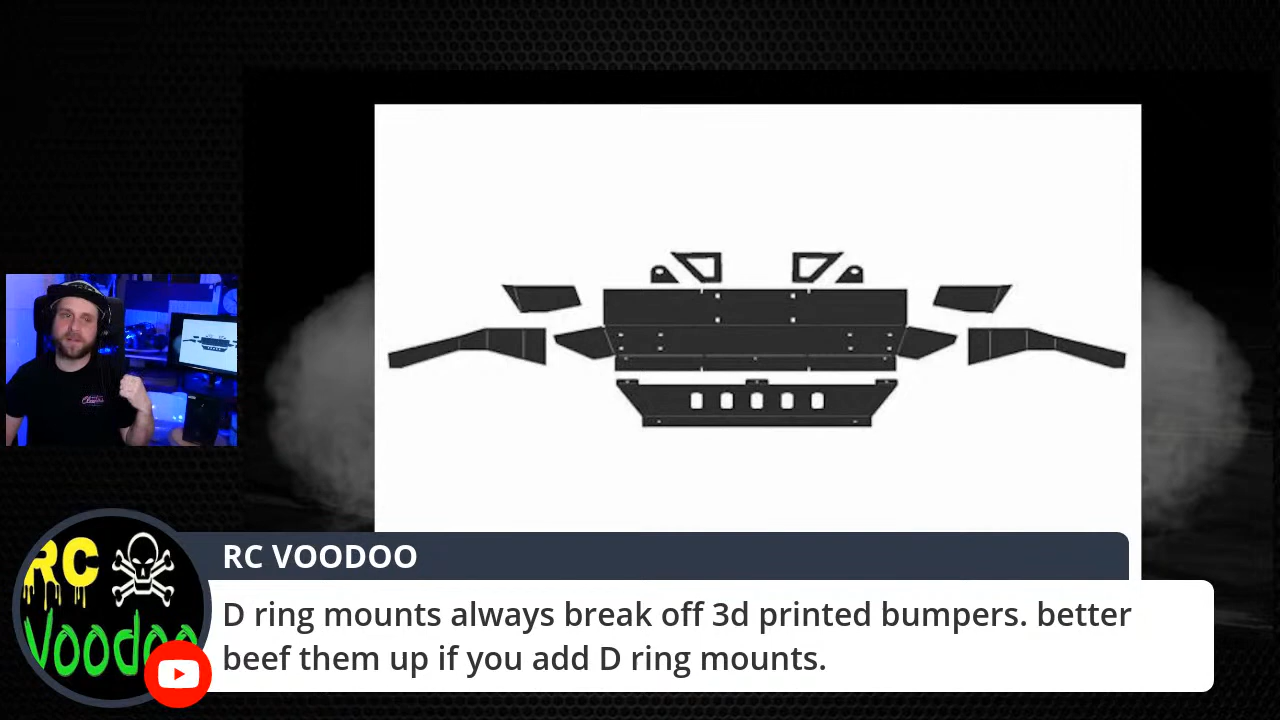 RC VOODOO
RC
Voodoo
D ring mounts always break off 3d printed bumpers. better
beef them up if you add D ring mounts.